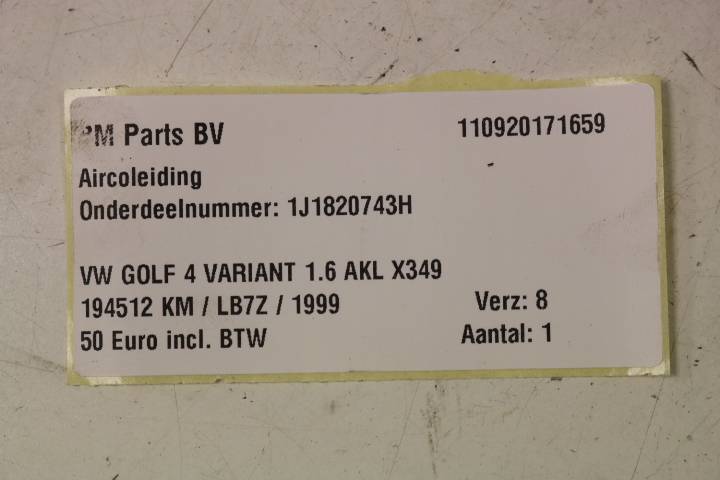 Parts BV 110920171659
Aircoleiding
Onderdeelnummer: 1J1820743H
VW GOLF 4 VARIANT 1.6 AKL X349
194512 KM / LB7Z / 1999 Verz: 8
50 Euro incl. BTW Aantal: 1